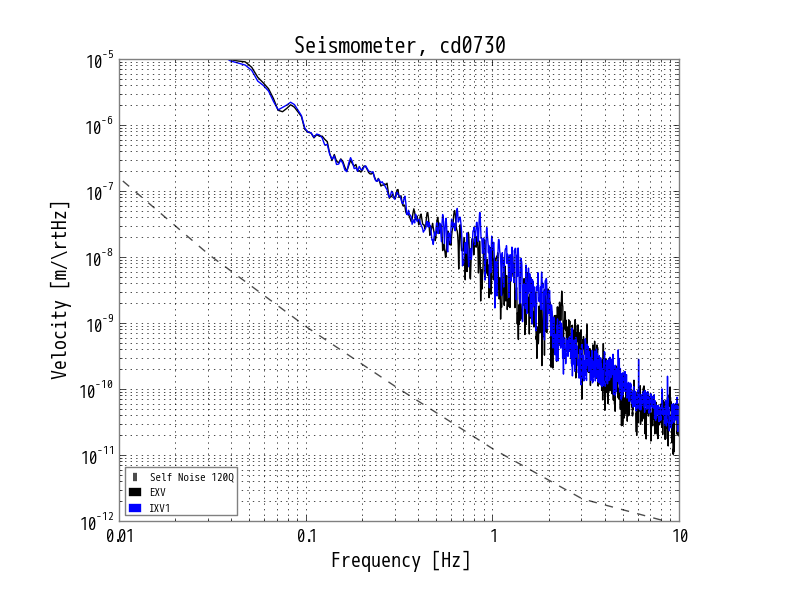 Seismometer, cd0730
10-5
10-6
10-7
10-8
10-9
10-10
10-11
10-12
Velocity [m/\rtHz]
Self Noise 120Q
EXV
IXV1
0.01 0.1 1 10
Frequency [Hz]